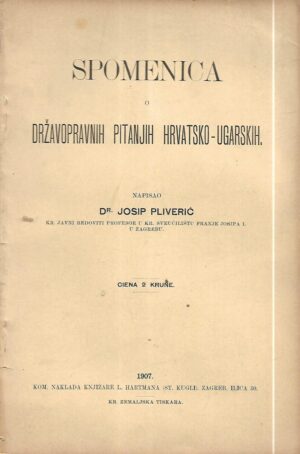 SPOMENICA
O
DRŽAVOPRAVNIH PITANJIH HRVATSKO-UGARSKIH.
NAPISAO
DR. JOSIP PLIVERIĆ
KR. JAVNI REDOVITI PROFESOR U KR. SVEUČILIŠTU FRANJE JOSIPA I.
U ZAGREBU.
CIENA 2 KRUNE.
1907.
KOM. NAKLADA KNJIŽARE L. HARTMANA (ST. KUGLI) ZAGREB, ILICA 30.
KR. ZEMALJSKA TISKARA.